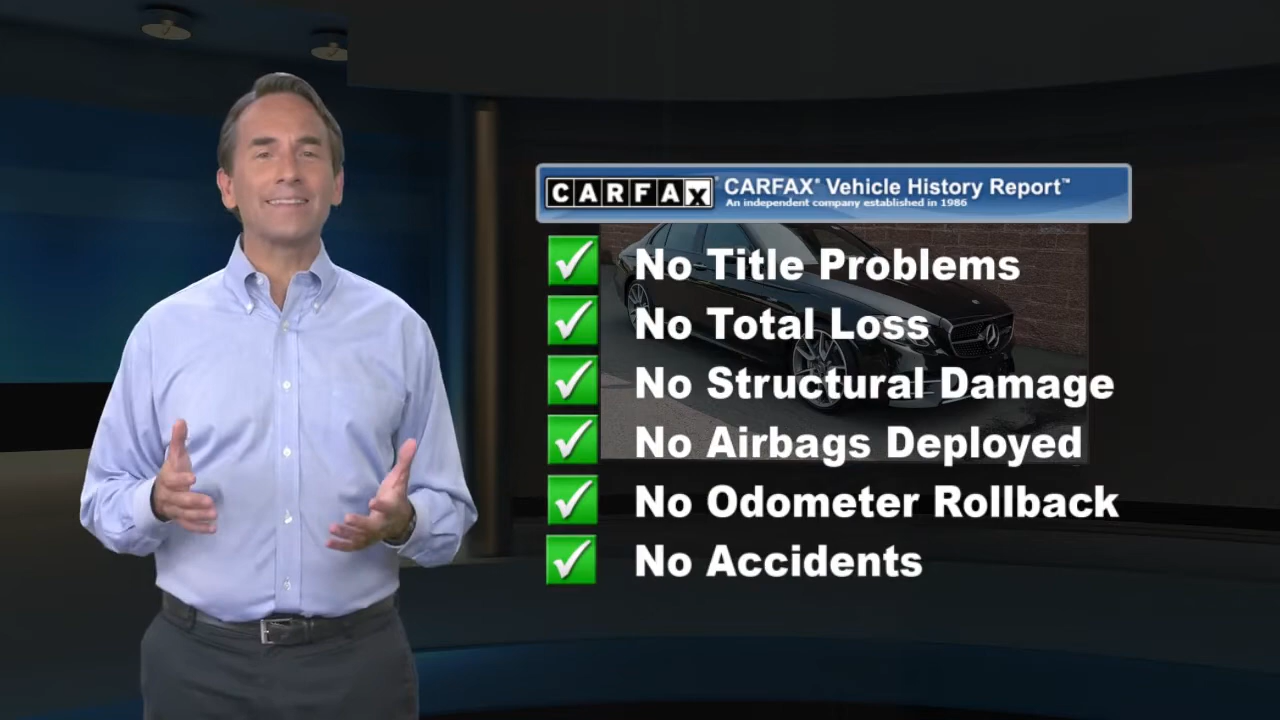 CARFAX
CARFAX® Vehicle History Report™
An independent company established in 1986
No Title Problems
No Total Loss
No Structural Damage
No Airbags Deployed
No Odometer Rollback
No Accidents